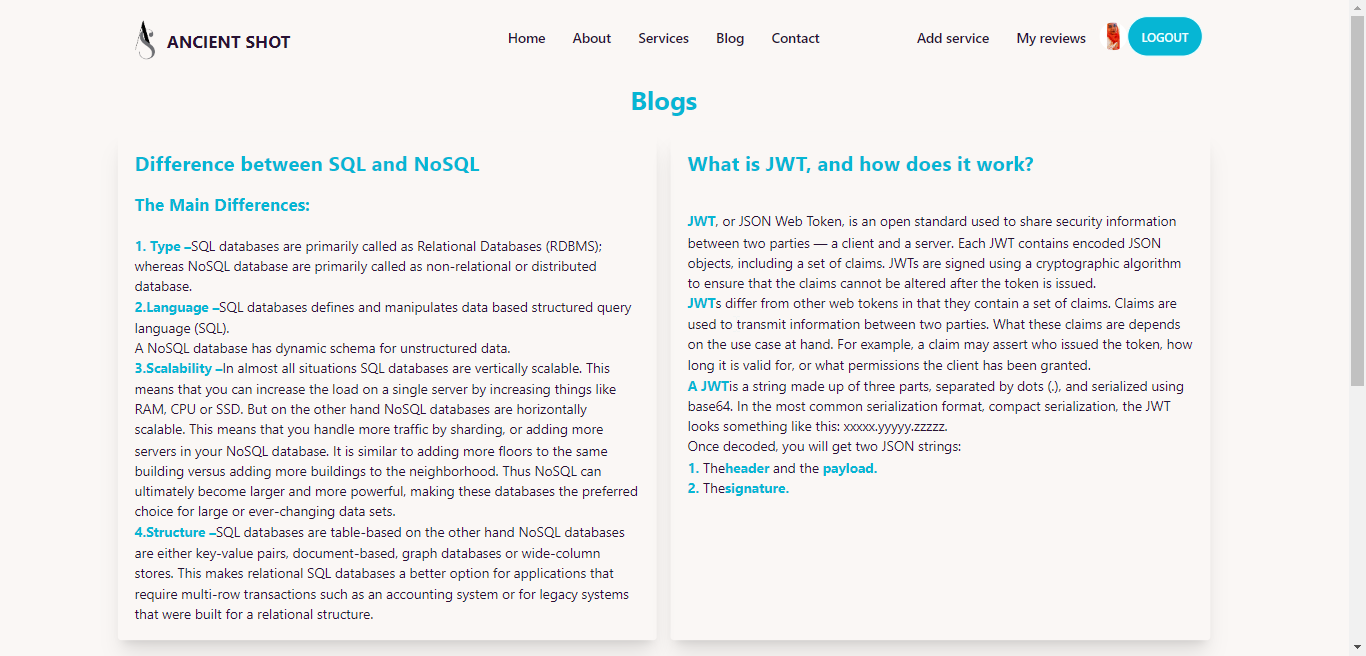 ANCIENT SHOT
Home About Services Blog Contact
Add service My reviews LOGOUT
Blogs
Difference between SQL and NoSQL
The Main Differences:
1. Type –SQL databases are primarily called as Relational Databases (RDBMS);
whereas NoSQL database are primarily called as non-relational or distributed
database.
2.Language –SQL databases defines and manipulates data based structured query
language (SQL).
A NoSQL database has dynamic schema for unstructured data.
3.Scalability –In almost all situations SQL databases are vertically scalable. This
means that you can increase the load on a single server by increasing things like
RAM, CPU or SSD. But on the other hand NoSQL databases are horizontally
scalable. This means that you handle more traffic by sharding, or adding more
servers in your NoSQL database. It is similar to adding more floors to the same
building versus adding more buildings to the neighborhood. Thus NoSQL can
ultimately become larger and more powerful, making these databases the preferred
choice for large or ever-changing data sets.
4.Structure –SQL databases are table-based on the other hand NoSQL databases
are either key-value pairs, document-based, graph databases or wide-column
stores. This makes relational SQL databases a better option for applications that
require multi-row transactions such as an accounting system or for legacy systems
that were built for a relational structure.
What is JWT, and how does it work?
JWT, or JSON Web Token, is an open standard used to share security information
between two parties — a client and a server. Each JWT contains encoded JSON
objects, including a set of claims. JWTs are signed using a cryptographic algorithm
to ensure that the claims cannot be altered after the token is issued.
JWTs differ from other web tokens in that they contain a set of claims. Claims are
used to transmit information between two parties. What these claims are depends
on the use case at hand. For example, a claim may assert who issued the token, how
long it is valid for, or what permissions the client has been granted.
A JWTis a string made up of three parts, separated by dots (.), and serialized using
base64. In the most common serialization format, compact serialization, the JWT
looks something like this: xxxxx.yyyyy.zzzzz.
Once decoded, you will get two JSON strings:
1. Theheader and the payload.
2. Thesignature.